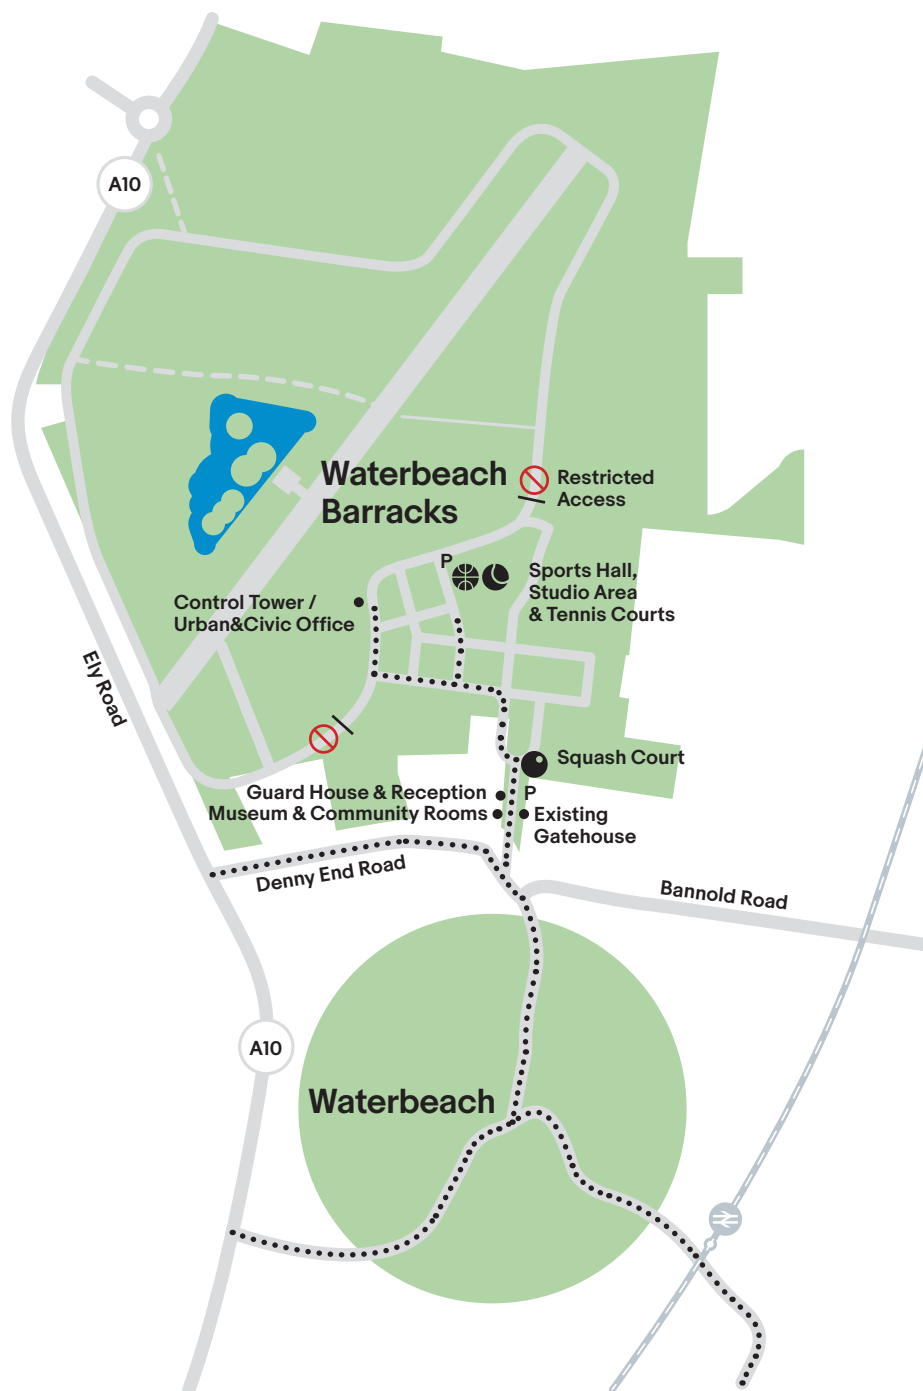 A10
Waterbeach
Barracks
Restricted
Access
P
Sports Hall,
Studio Area
& Tennis Courts
Control Tower /
Urban&Civic Office
Ely Road
Squash Court
Guard House & Reception
P
Museum & Community Rooms
Existing
Gatehouse
Denny End Road
Bannold Road
A10
Waterbeach